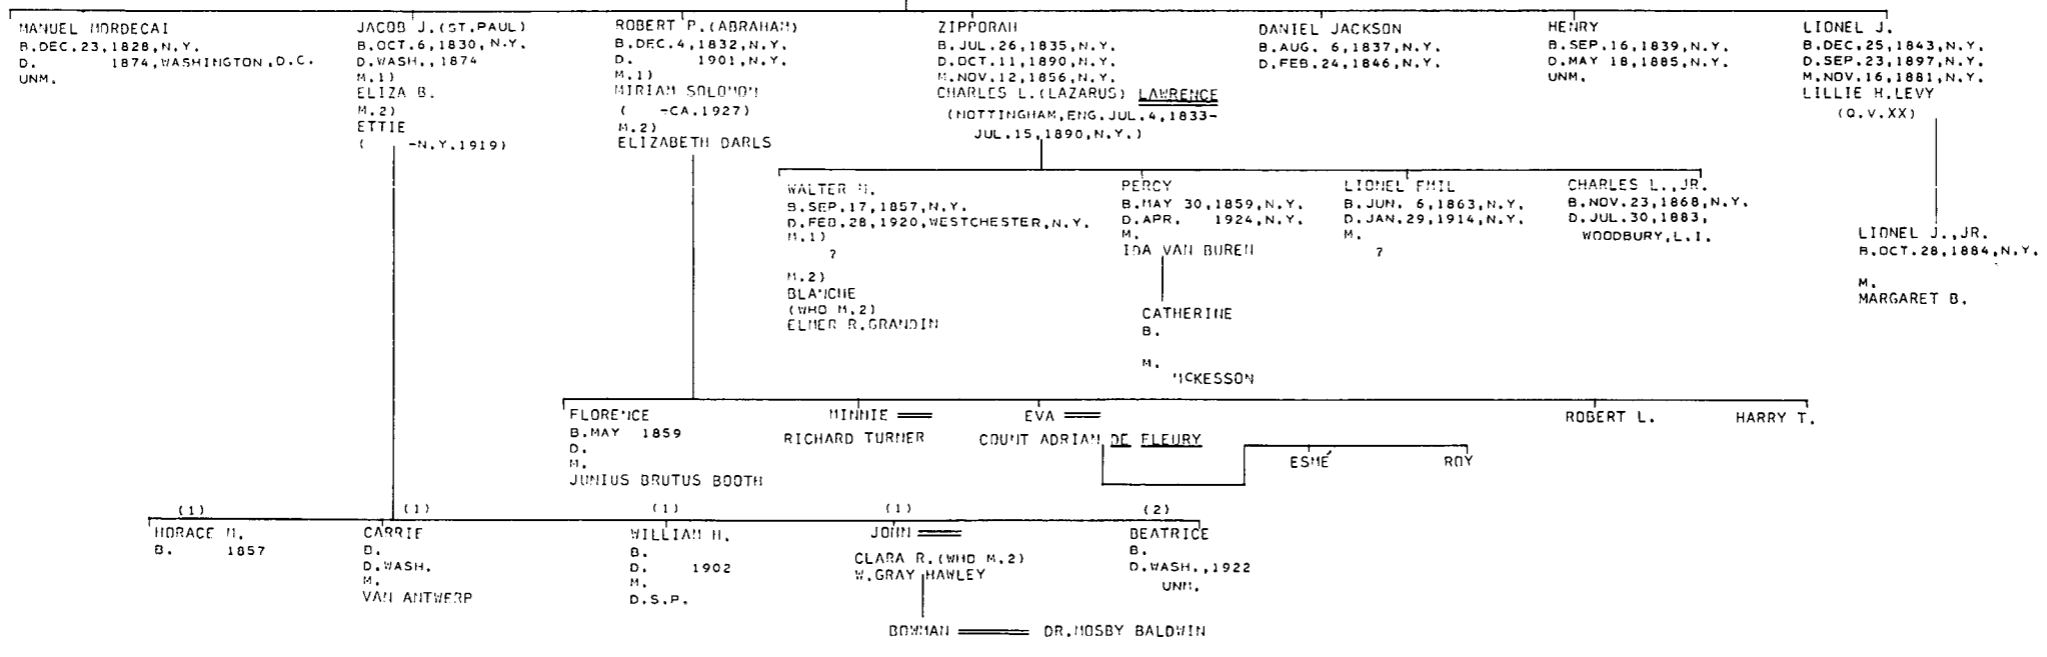 MANUEL MORDECAI
B.DEC.23,1828,N.Y.
D. 1874,WASHINGTON,D.C.
UNM.
JACOB J.(ST.PAUL)
B.OCT.6,1830,N.Y.
D.WASH.,1874
M.1)
ELIZA B.
M.2)
ETTIE
( -N.Y.1919)
ROBERT P.(ABRAHAM)
B.DEC.4,1832,N.Y.
D. 1901,N.Y.
M.1)
MIRIAM SOLOMON
( -CA.1927)
M.2)
ELIZABETH DARLS
ZIPPORAH
B.JUL.26,1835,N.Y.
D.OCT.11,1890,N.Y.
M.NOV.12,1856,N.Y.
CHARLES L.(LAZARUS) LAWRENCE
(NOTTINGHAM,ENG.JUL.4,1833-
JUL.15,1890,N.Y.)
DANIEL JACKSON
B.AUG. 6,1837,N.Y.
D.FEB.24,1846,N.Y.
HENRY
B.SEP.16,1839,N.Y.
D.MAY 18,1885,N.Y.
UNM.
LIONEL J.
B.DEC.25,1843,N.Y.
D.SEP.23,1897,N.Y.
M.NOV.16,1881,N.Y.
LILLIE H.LEVY
(Q.V.XX)
WALTER M.
B.SEP.17,1857,N.Y.
D.FEB.28,1920,WESTCHESTER,N.Y.
M.1)
?
M.2)
BLANCHE
(WHO M.2)
ELMER R.GRANDIN
PERCY
B.MAY 30,1859,N.Y.
D.APR. 1924,N.Y.
M.
IDA VAN BUREN
LIONEL EMIL
B.JUN. 6,1863,N.Y.
D.JAN.29,1914,N.Y.
M.
?
CHARLES L.,JR.
B.NOV.23,1868,N.Y.
D.JUL.30,1883,
WOODBURY,L.I.
LIONEL J.,JR.
B.OCT.28,1884,N.Y.
M.
MARGARET B.
CATHERINE
B.
M.
MCKESSON
FLORENCE
B.MAY 1859
D.
M.
JUNIUS BRUTUS BOOTH
MINNIE
RICHARD TURNER
EVA
COUNT ADRIAN DE FLEURY
ROBERT L.
HARRY T.
ESMÉ
ROY
(1)
HORACE M.
B. 1857
(1)
CARRIE
B.
D.WASH.
M.
VAN ANTWERP
(1)
WILLIAM H.
B.
D. 1902
M.
D.S.P.
(1)
JOHN
CLARA R.(WHO M.2)
W.GRAY HAWLEY
(2)
BEATRICE
B.
D.WASH.,1922
UNM.
BOWMAN
DR.MOSBY BALDWIN